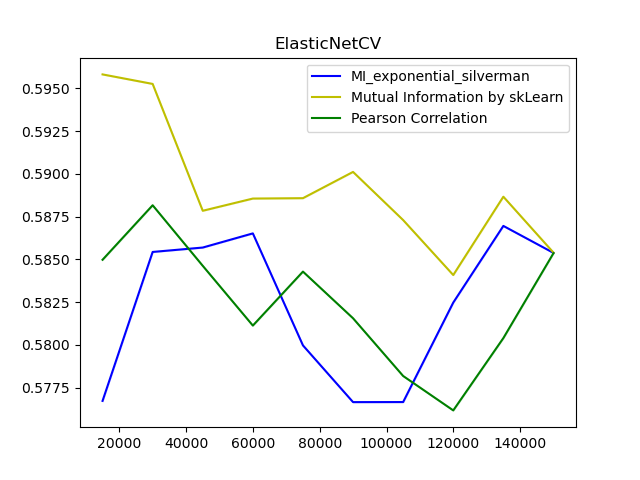 ElasticNetCV
MI_exponential_silverman
Mutual Information by skLearn
Pearson Correlation
0.5950
0.5925
0.5900
0.5875
0.5850
0.5825
0.5800
0.5775
20000 40000 60000 80000 100000 120000 140000